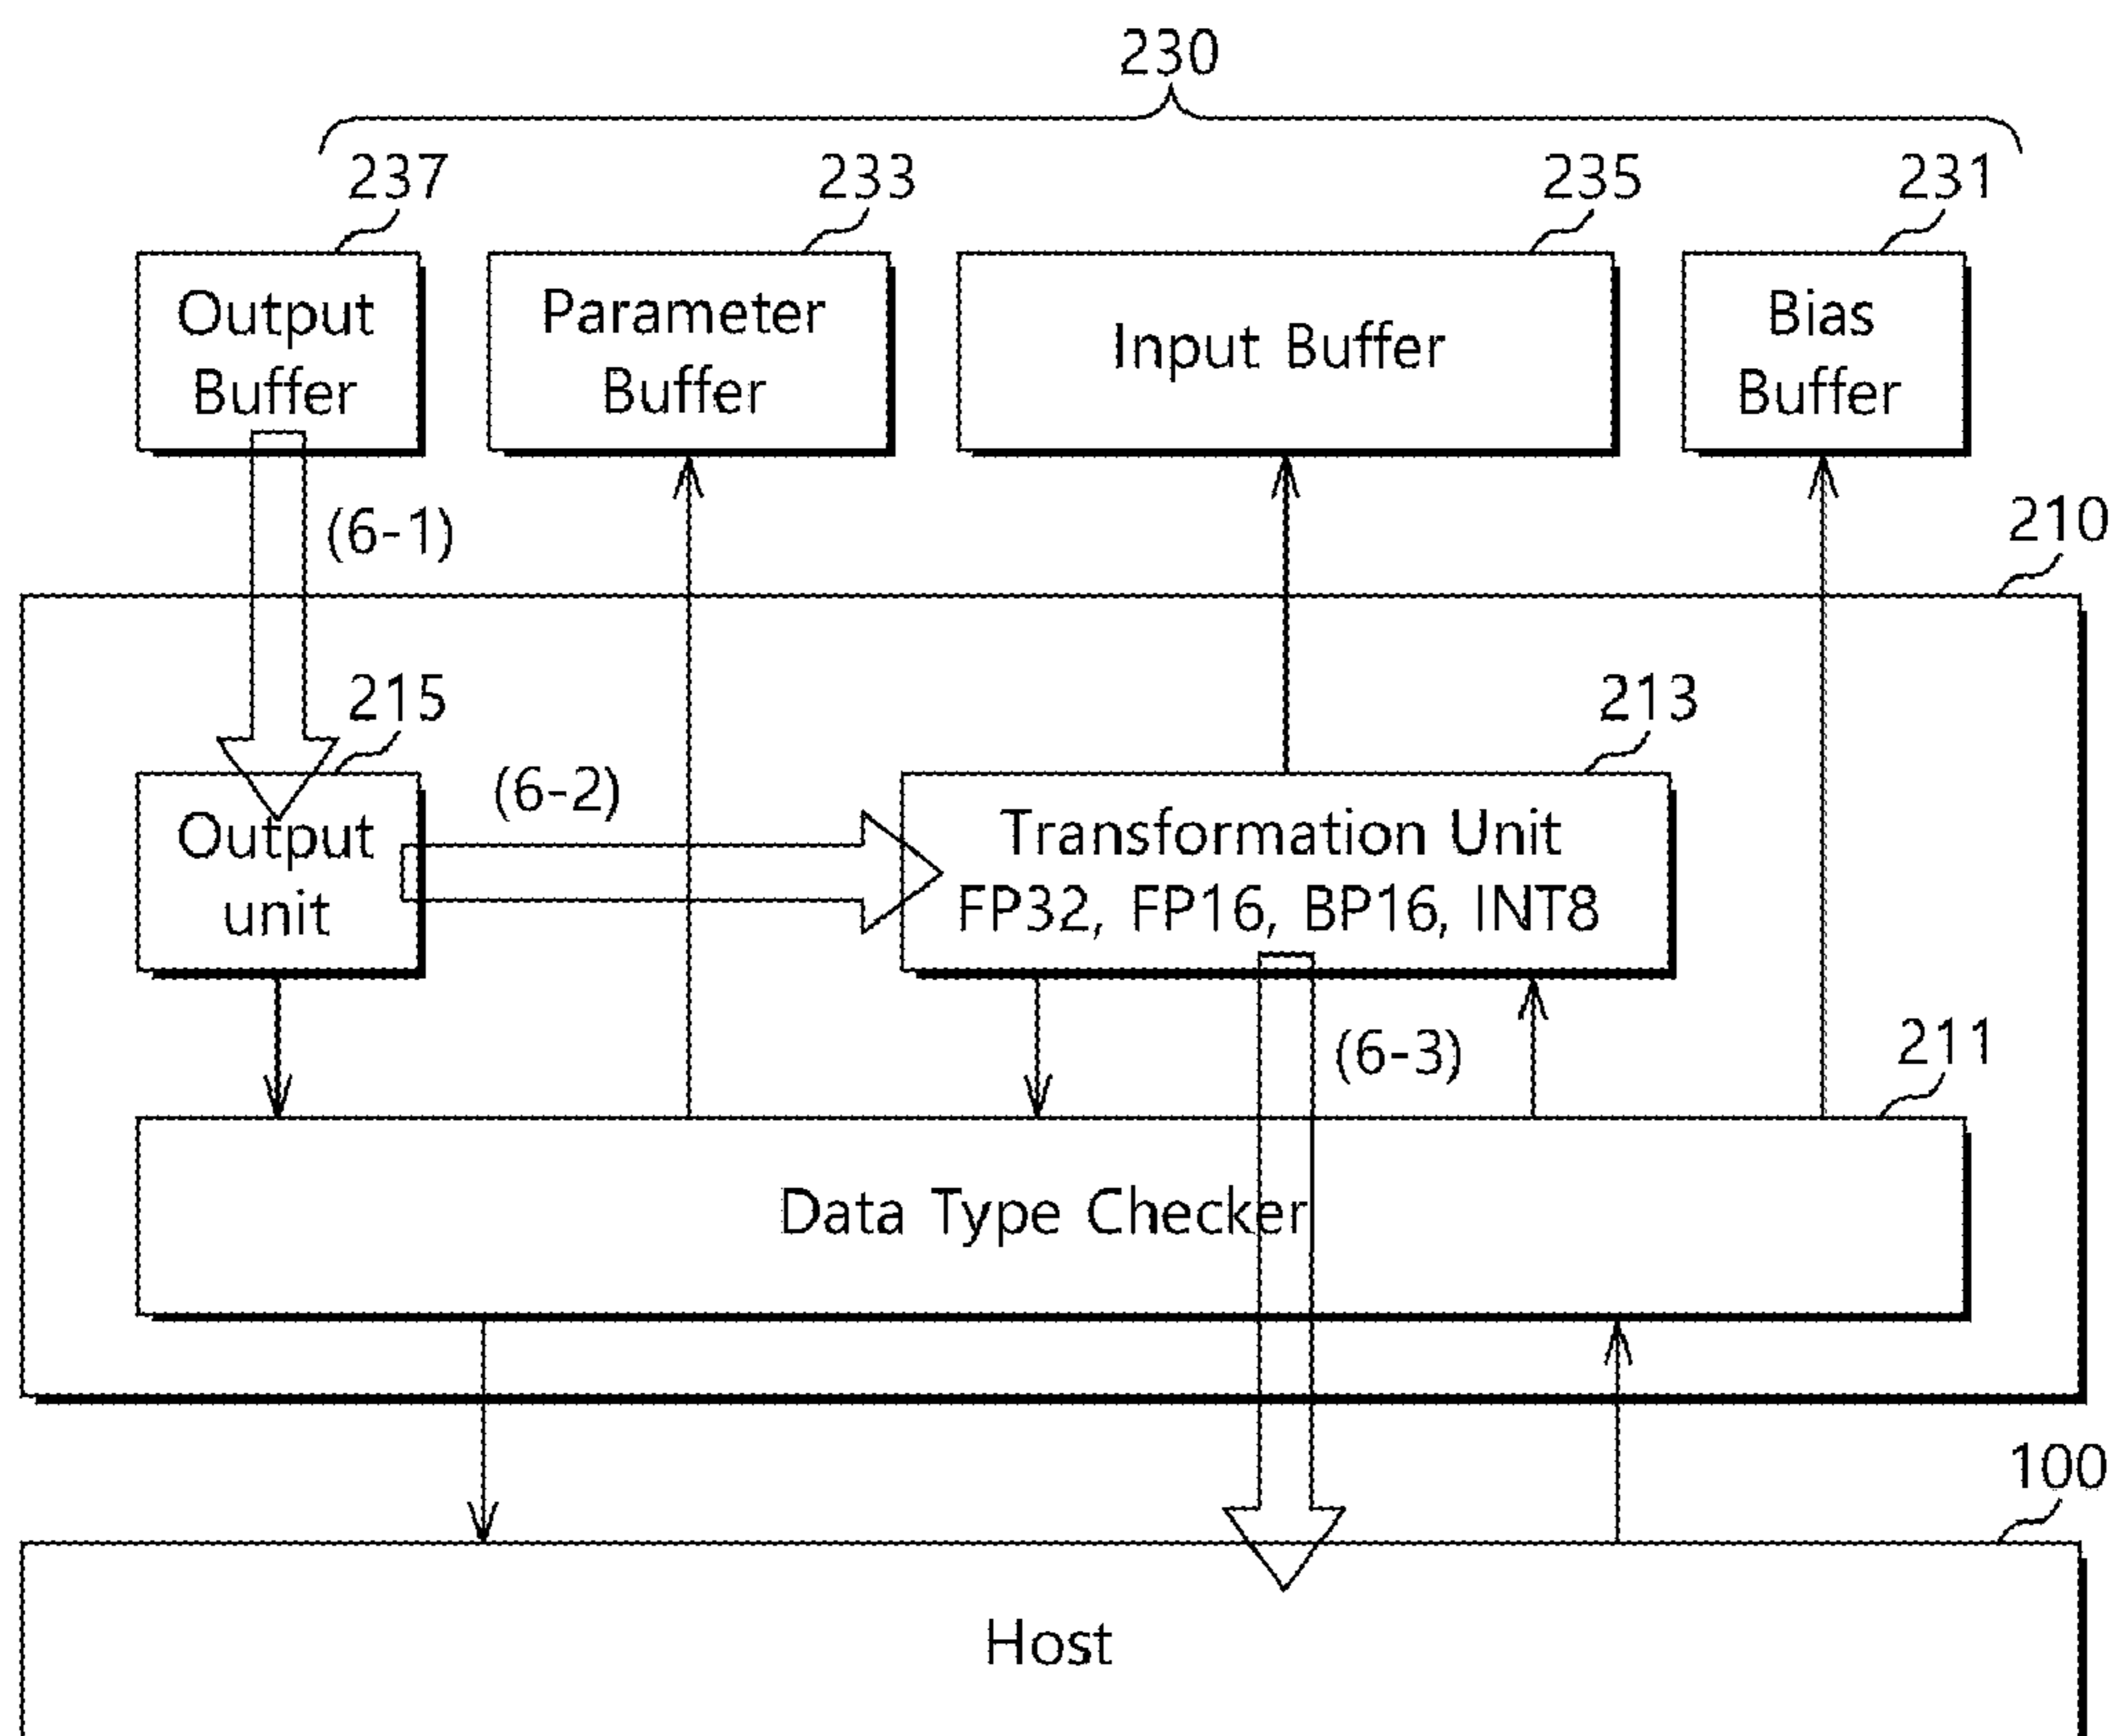 230
237
233
235
231
Output
Buffer
Parameter
Buffer
Input Buffer
Bias
Buffer
(6-1)
210
215
213
(6-2)
Output
unit
Transformation Unit
FP32, FP16, BP16, INT8
(6-3)
211
Data Type Checker
100
Host